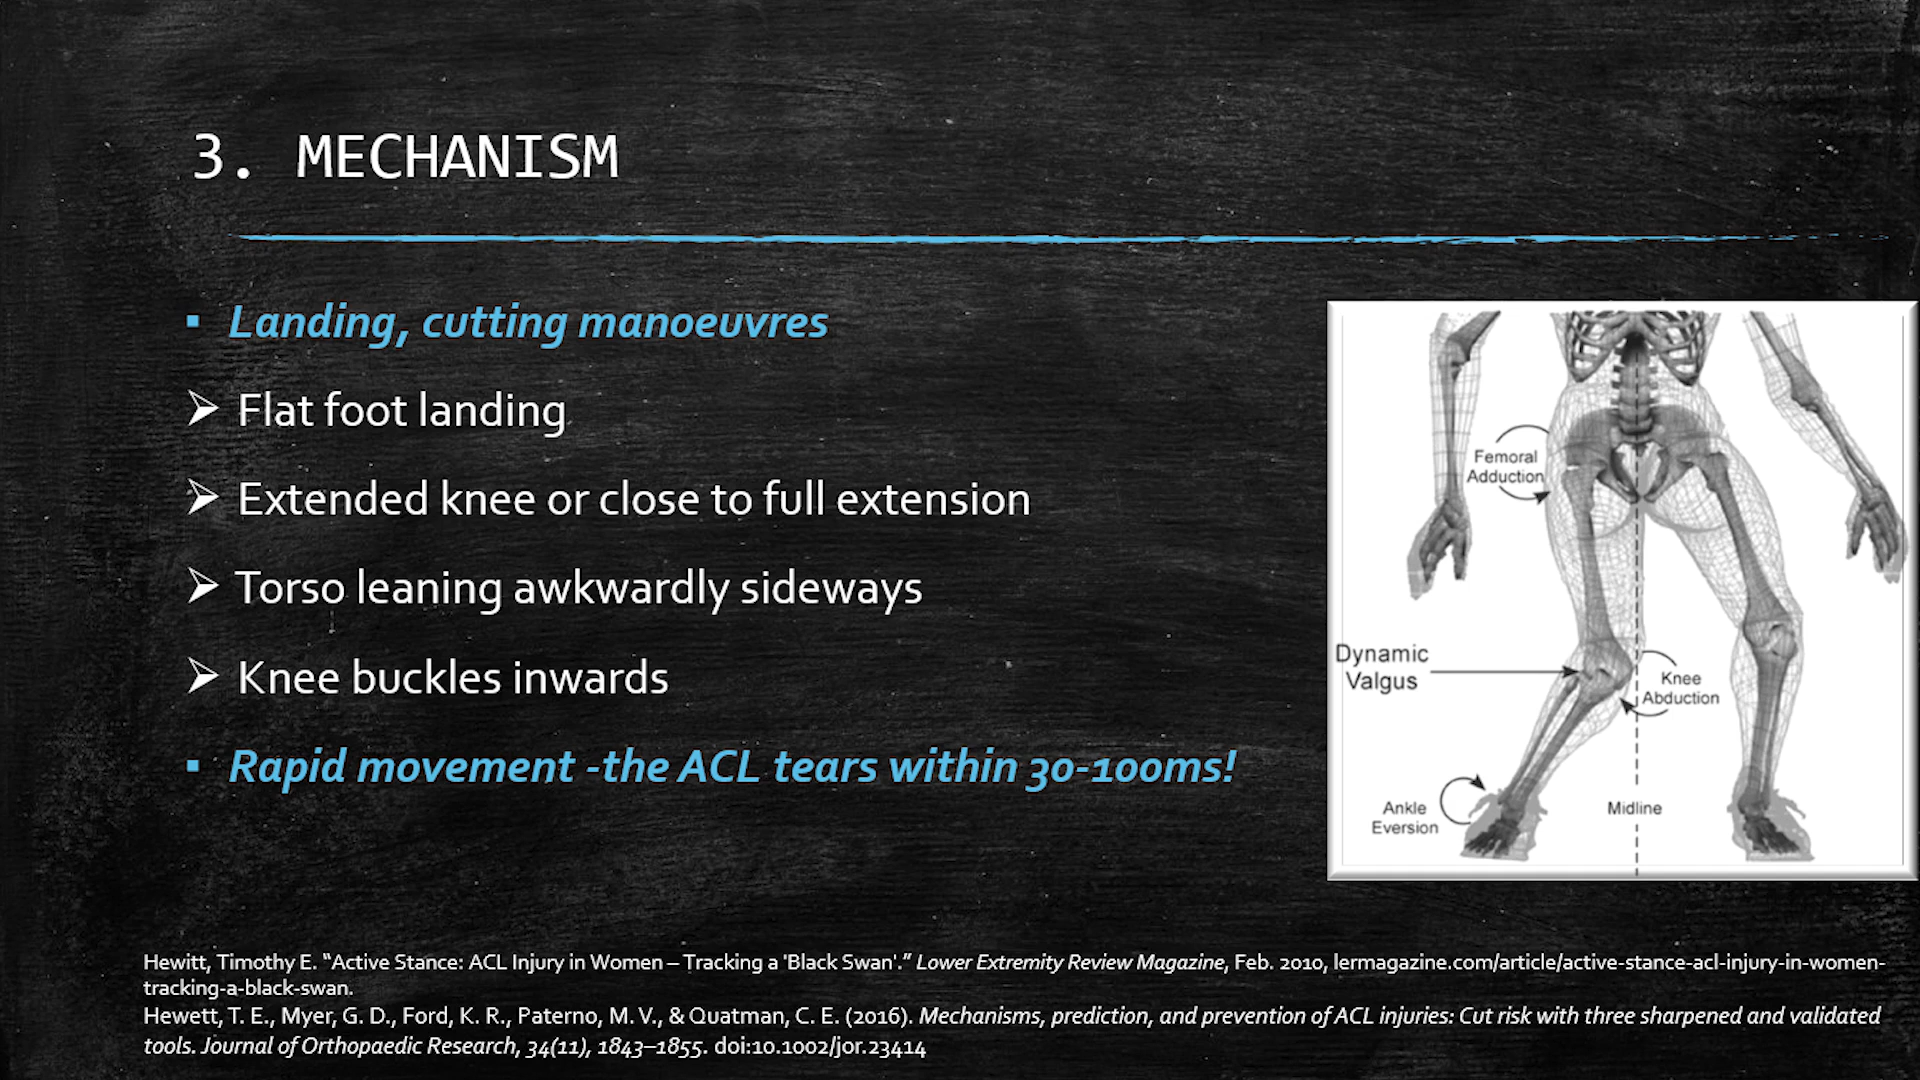 3. MECHANISM
▪ Landing, cutting manoeuvres
➢ Flat foot landing
➢ Extended knee or close to full extension
➢ Torso leaning awkwardly sideways
➢ Knee buckles inwards
▪ Rapid movement -the ACL tears within 30-100ms!
Femoral
Adduction
Dynamic
Valgus
Knee
Abduction
Ankle
Eversion
Midline
Hewitt, Timothy E. “Active Stance: ACL Injury in Women – Tracking a 'Black Swan'.” Lower Extremity Review Magazine, Feb. 2010, lermagazine.com/article/active-stance-acl-injury-in-women-
tracking-a-black-swan.
Hewett, T. E., Myer, G. D., Ford, K. R., Paterno, M. V., & Quatman, C. E. (2016). Mechanisms, prediction, and prevention of ACL injuries: Cut risk with three sharpened and validated
tools. Journal of Orthopaedic Research, 34(11), 1843–1855. doi:10.1002/jor.23414